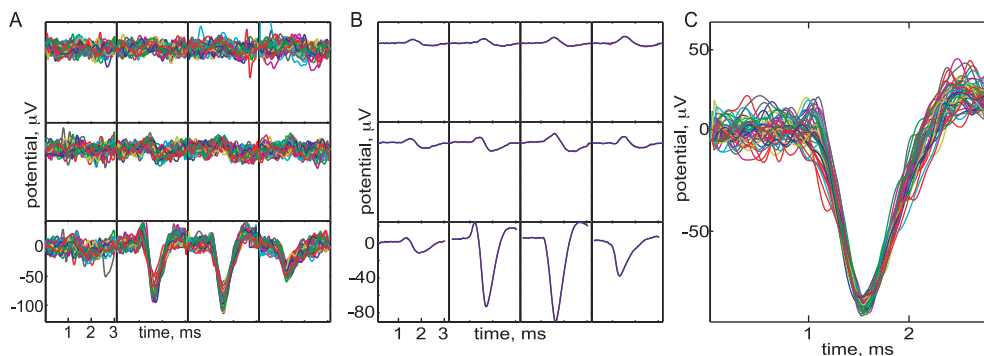 A
potential, µV
0
-50
-100
1 2 3 time, ms
B
potential, µV
0
-40
-80
1 2 3 time, ms
C
potential, µV
50
0
-50
1 2
time, ms